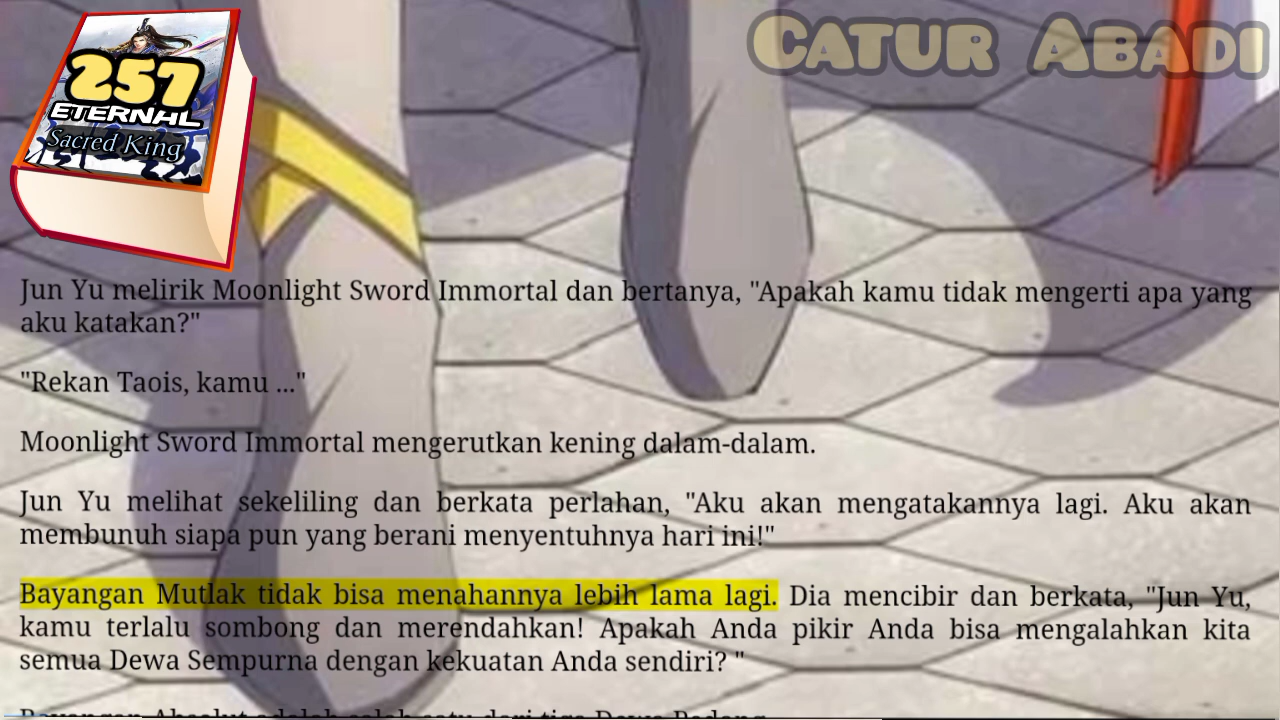 CATUR ABADI
257
ETERNAL
Sacred King
Jun Yu melirik Moonlight Sword Immortal dan bertanya, "Apakah kamu tidak mengerti apa yang
aku katakan?"
"Rekan Taois, kamu ..."
Moonlight Sword Immortal mengerutkan kening dalam-dalam.
Jun Yu melihat sekeliling dan berkata perlahan, "Aku akan mengatakannya lagi. Aku akan
membunuh siapa pun yang berani menyentuhnya hari ini!"
Bayangan Mutlak tidak bisa menahannya lebih lama lagi. Dia mencibir dan berkata, "Jun Yu,
kamu terlalu sombong dan merendahkan! Apakah Anda pikir Anda bisa mengalahkan kita
semua Dewa Sempurna dengan kekuatan Anda sendiri? "